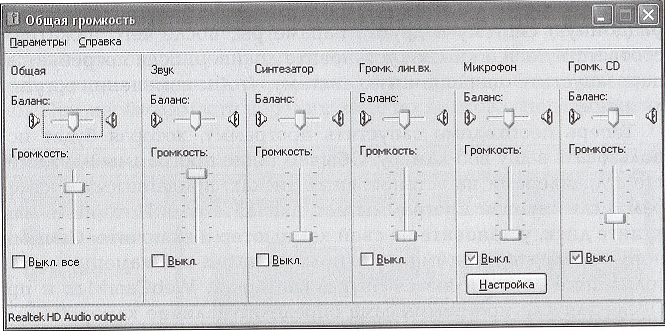 Общая громкость
Параметры Справка
Общая Звук Синтезатор Громк. лин.вх. Микрофон Громк. CD
Баланс: Баланс: Баланс: Баланс: Баланс: Баланс:
Громкость: Громкость: Громкость: Громкость: Громкость: Громкость:
Выкл. все Выкл. Выкл. Выкл. Выкл. Выкл.
Настройка
Realtek HD Audio output